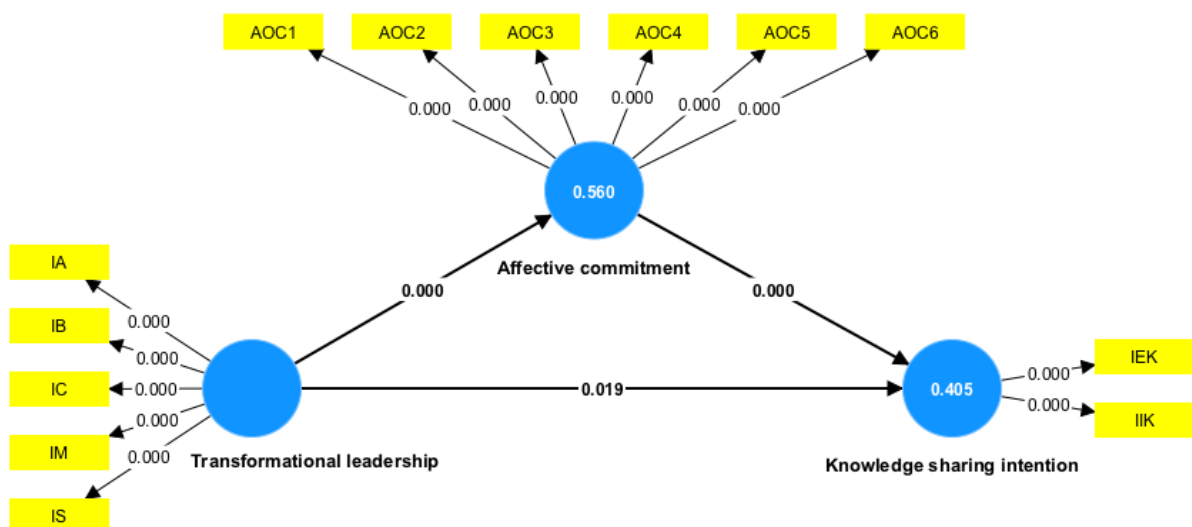 AOC1 AOC2 AOC3 AOC4 AOC5 AOC6
0.000 0.000 0.000 0.000 0.000 0.000
0.560
Affective commitment
0.000 0.000
IA
0.000
IB
0.000
IC
0.000
IM
0.000
IS
0.000
Transformational leadership
0.019
0.405
Knowledge sharing intention
IEK
0.000
IIK
0.000